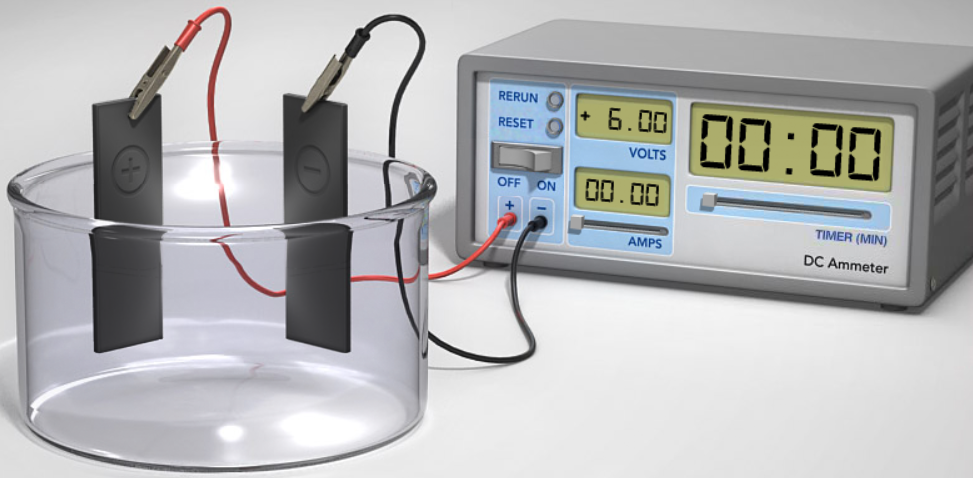 +
−
RERUN
RESET
OFF ON
+ −
+ 6.00
VOLTS
00.00
AMPS
00:00
TIMER (MIN)
DC Ammeter